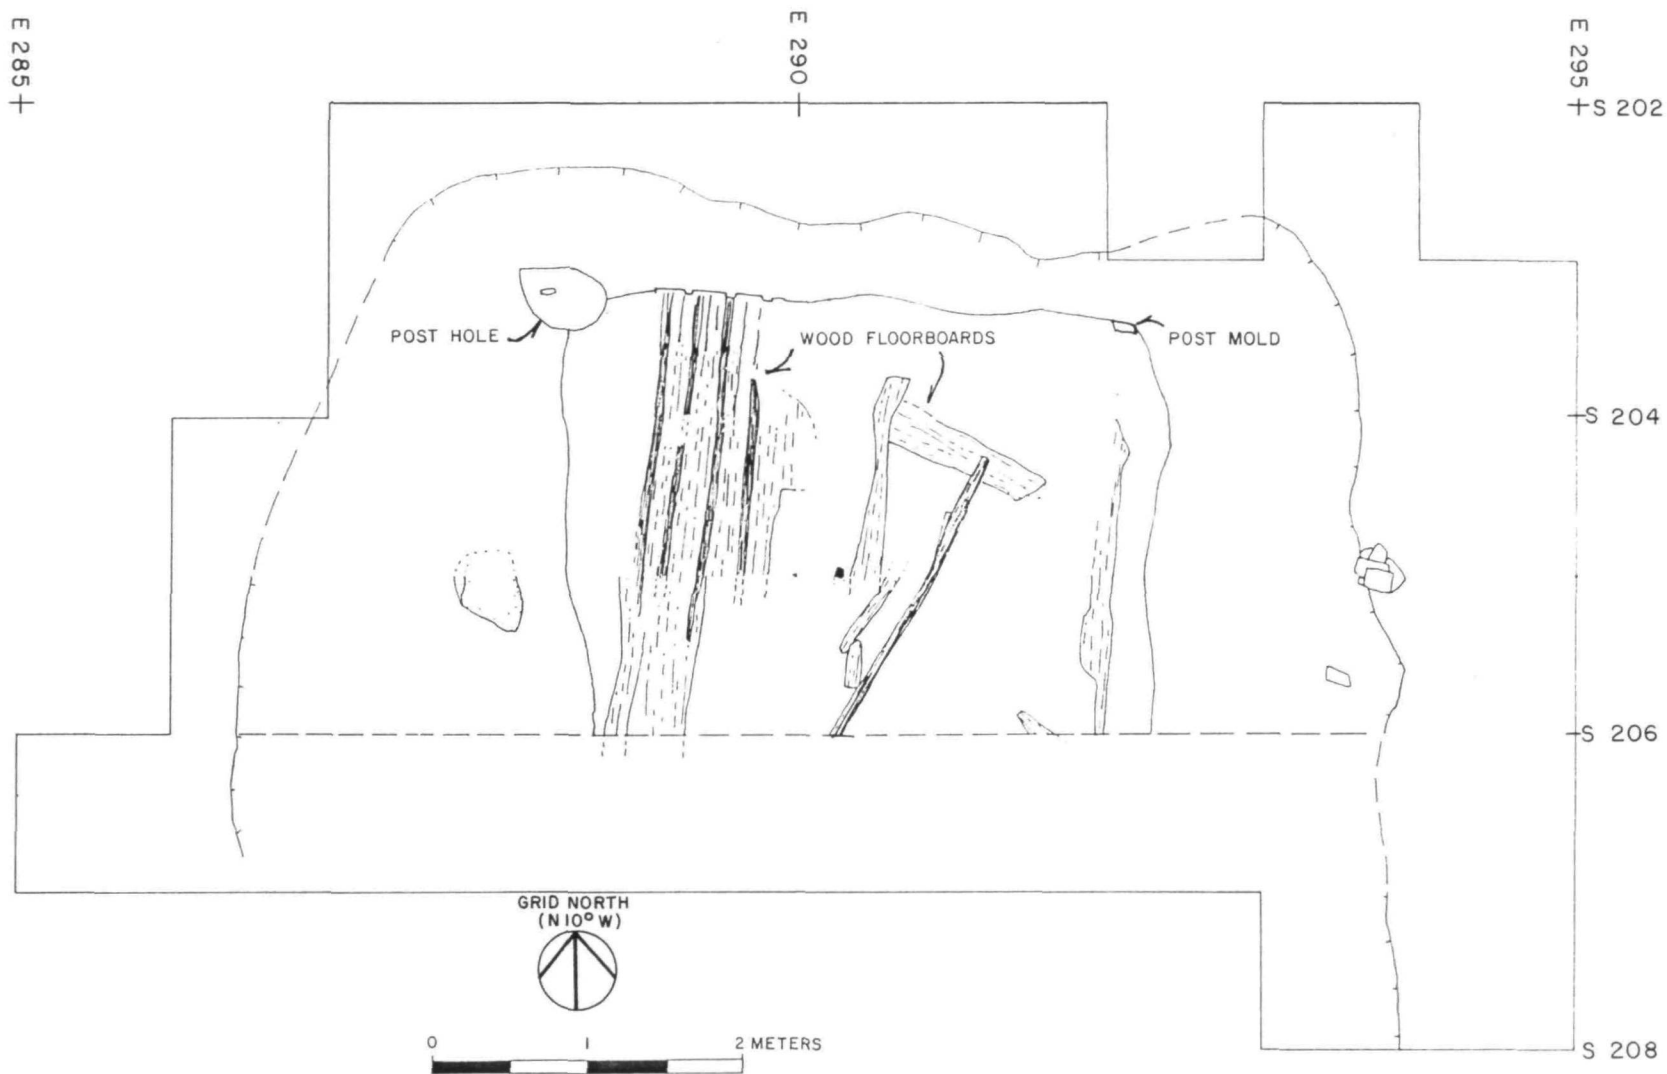 E 285
E 290
E 295
S 202
POST HOLE
WOOD FLOORBOARDS
POST MOLD
S 204
S 206
GRID NORTH
(N 10° W)
0 1 2 METERS
S 208